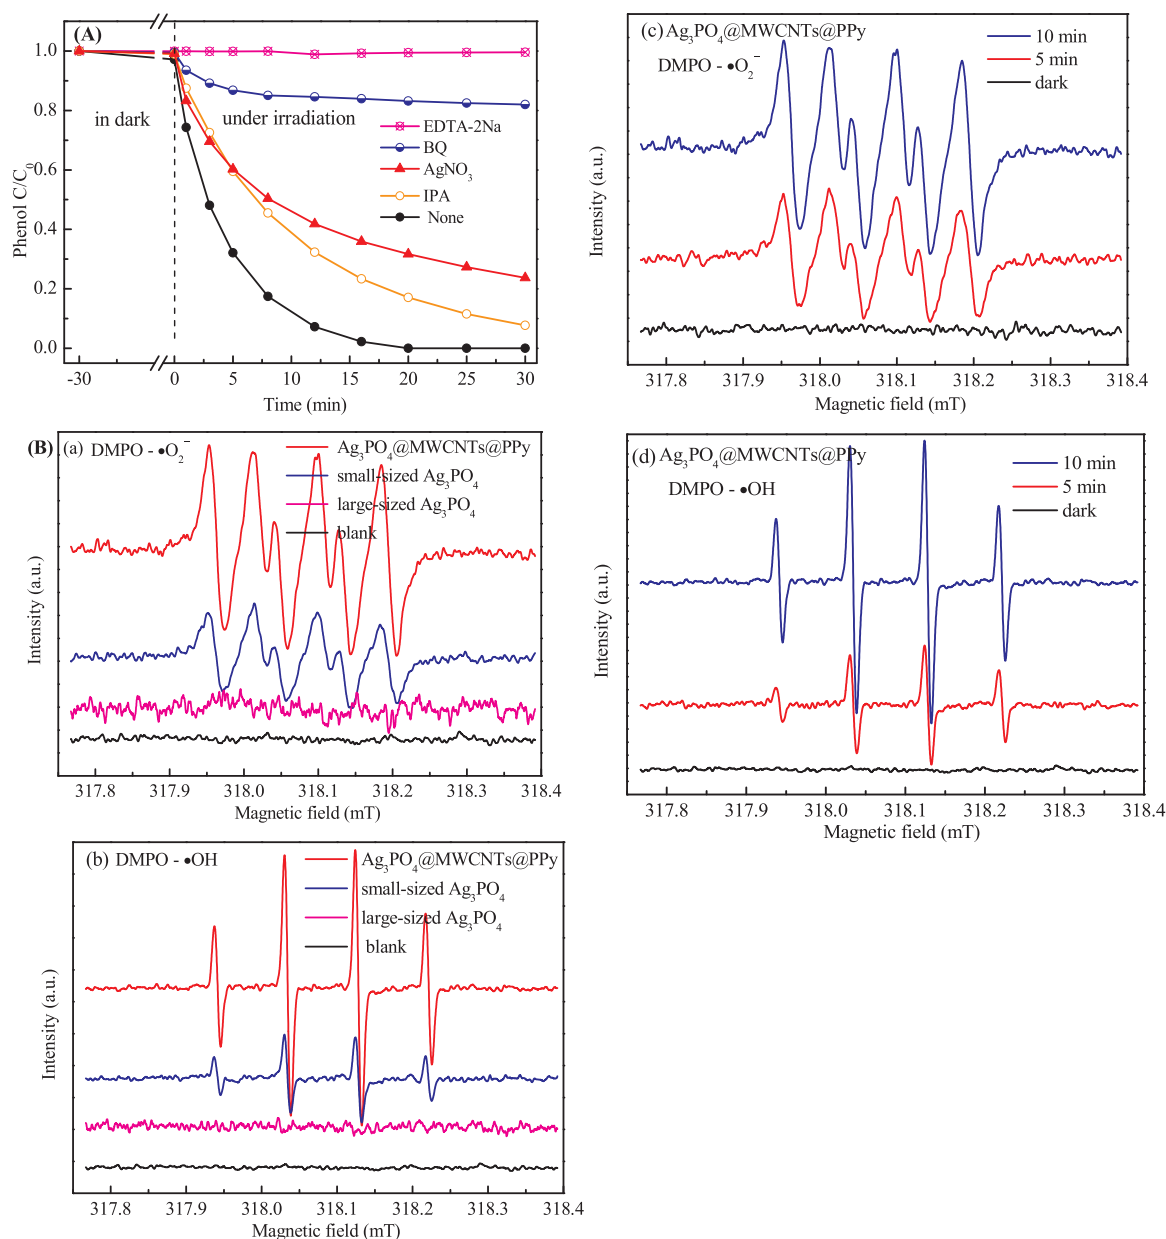 (A)
1.0
0.8
0.6
0.4
0.2
0.0
Phenol C/C₀
in dark
under irradiation
EDTA-2Na
BQ
AgNO₃
IPA
None
-30 0 5 10 15 20 25 30
Time (min)
(B) (a) DMPO - •O₂⁻
Ag₃PO₄@MWCNTs@PPy
small-sized Ag₃PO₄
large-sized Ag₃PO₄
blank
Intensity (a.u.)
317.8 317.9 318.0 318.1 318.2 318.3 318.4
Magnetic field (mT)
(b) DMPO - •OH
Ag₃PO₄@MWCNTs@PPy
small-sized Ag₃PO₄
large-sized Ag₃PO₄
blank
Intensity (a.u.)
317.8 317.9 318.0 318.1 318.2 318.3 318.4
Magnetic field (mT)
(c) Ag₃PO₄@MWCNTs@PPy
DMPO - •O₂⁻
10 min
5 min
dark
Intensity (a.u.)
317.8 317.9 318.0 318.1 318.2 318.3 318.4
Magnetic field (mT)
(d) Ag₃PO₄@MWCNTs@PPy
DMPO - •OH
10 min
5 min
dark
Intensity (a.u.)
317.8 317.9 318.0 318.1 318.2 318.3 318.4
Magnetic field (mT)